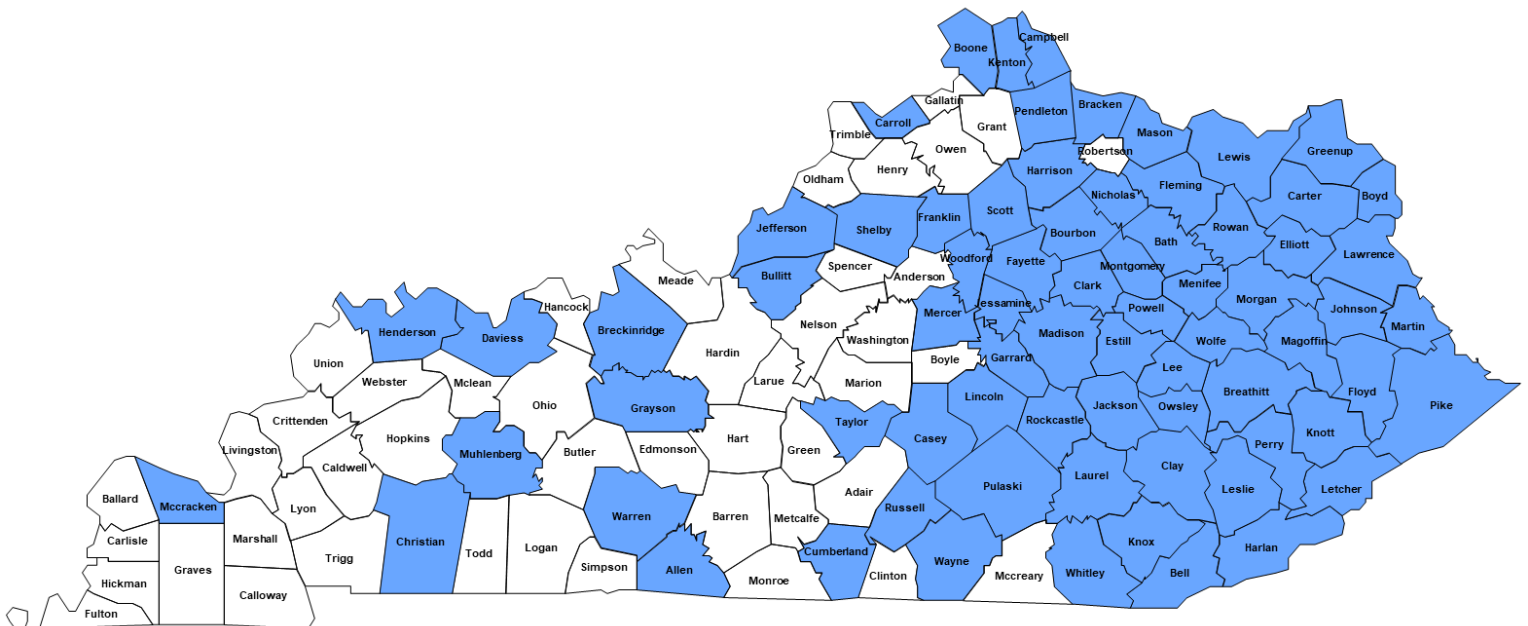 Campbell
Boone
Kenton
Gallatin
Bracken
Pendleton
Carroll
Grant
Mason
Trimble
Owen
Robertson
Greenup
Lewis
Henry
Harrison
Oldham
Fleming
Nicholas
Carter
Boyd
Scott
Franklin
Jefferson
Shelby
Rowan
Bourbon
Bath
Elliott
Lawrence
Woodford
Fayette
Spencer
Montgomery
Bullitt
Anderson
Meade
Clark
Menifee
Morgan
Jessamine
Hancock
Powell
Johnson
Mercer
Nelson
Martin
Henderson
Breckinridge
Madison
Daviess
Washington
Estill
Wolfe
Magoffin
Hardin
Garrard
Boyle
Union
Lee
Webster
Mclean
Larue
Marion
Breathitt
Floyd
Lincoln
Ohio
Jackson
Owsley
Pike
Grayson
Crittenden
Taylor
Rockcastle
Knott
Hopkins
Hart
Casey
Perry
Livingston
Edmonson
Green
Butler
Muhlenberg
Caldwell
Clay
Laurel
Pulaski
Leslie
Letcher
Adair
Ballard
Mccracken
Lyon
Russell
Warren
Barren
Metcalfe
Marshall
Carlisle
Christian
Knox
Logan
Harlan
Todd
Cumberland
Trigg
Wayne
Graves
Simpson
Allen
Whitley
Bell
Clinton
Mccreary
Monroe
Hickman
Calloway
Fulton